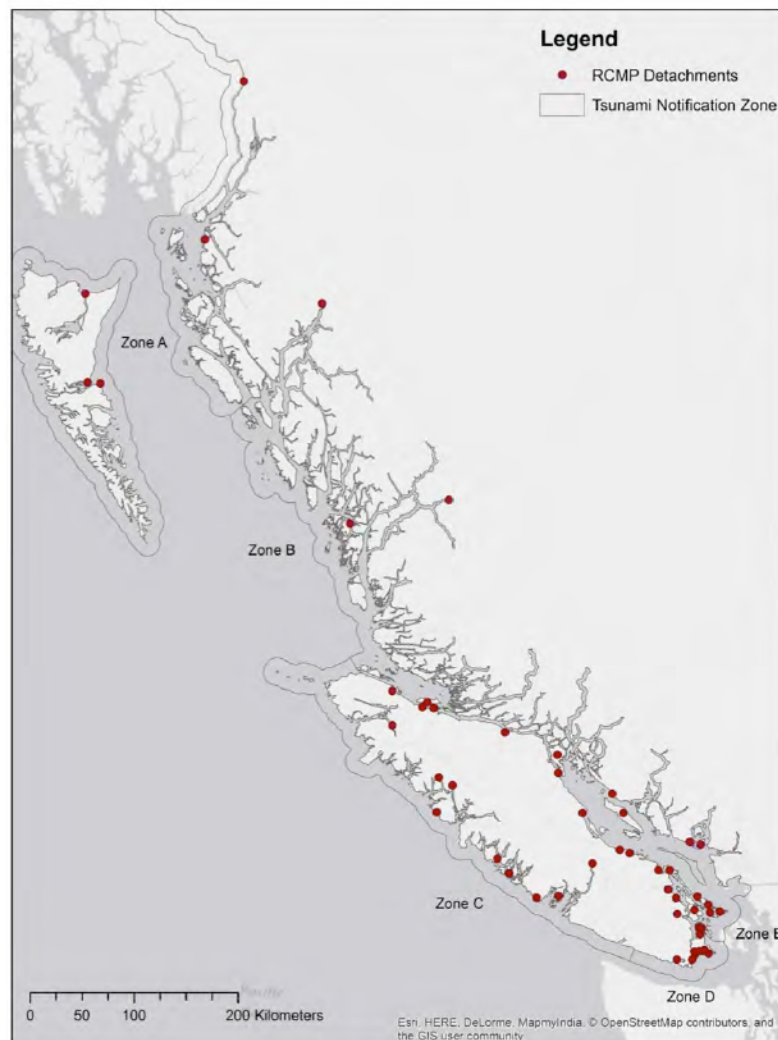 Legend
RCMP Detachments
Tsunami Notification Zone
Zone A
Zone B
Zone C
Zone E
Zone D
Pacific
0 50 100 200 Kilometers
Esri, HERE, DeLorme, MapmyIndia, © OpenStreetMap contributors, and
the GIS user community